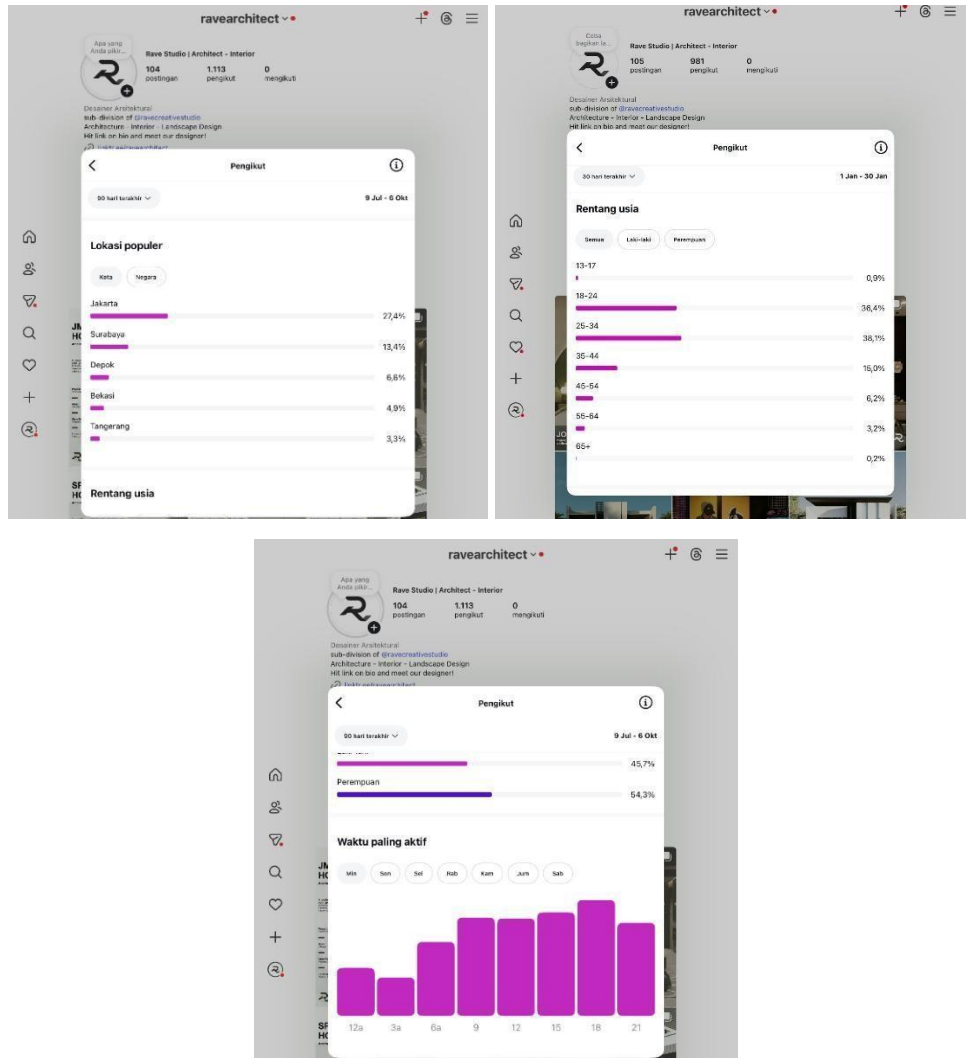 ravearchitect
Apa yang
Anda pikir...
Rave Studio | Architect - Interior
104 1.113 0
postingan pengikut mengikuti
Desainer Arsitektural
sub-division of @ravecreativestudio
Architecture - Interior - Landscape Design
Hit link on bio and meet our designer!
linktr.ee/ravearchitect
Pengikut
90 hari terakhir 9 Jul - 6 Okt
Lokasi populer
Kota Negara
Jakarta
27,4%
Surabaya
13,4%
Depok
6,6%
Bekasi
4,9%
Tangerang
3,3%
Rentang usia
ravearchitect
Coba
bagikan la...
Rave Studio | Architect - Interior
105 981 0
postingan pengikut mengikuti
Desainer Arsitektural
sub-division of @ravecreativestudio
Architecture - Interior - Landscape Design
Hit link on bio and meet our designer!
Pengikut
30 hari terakhir 1 Jan - 30 Jan
Rentang usia
Semua Laki-laki Perempuan
13-17
0,9%
18-24
36,4%
25-34
38,1%
35-44
15,0%
45-54
6,2%
55-64
3,2%
65+
0,2%
ravearchitect
Apa yang
Anda pikir...
Rave Studio | Architect - Interior
104 1.113 0
postingan pengikut mengikuti
Desainer Arsitektural
sub-division of @ravecreativestudio
Architecture - Interior - Landscape Design
Hit link on bio and meet our designer!
linktr.ee/ravearchitect
Pengikut
90 hari terakhir 9 Jul - 6 Okt
45,7%
Perempuan
54,3%
Waktu paling aktif
Min Sen Sel Rab Kam Jum Sab
12a 3a 6a 9 12 15 18 21